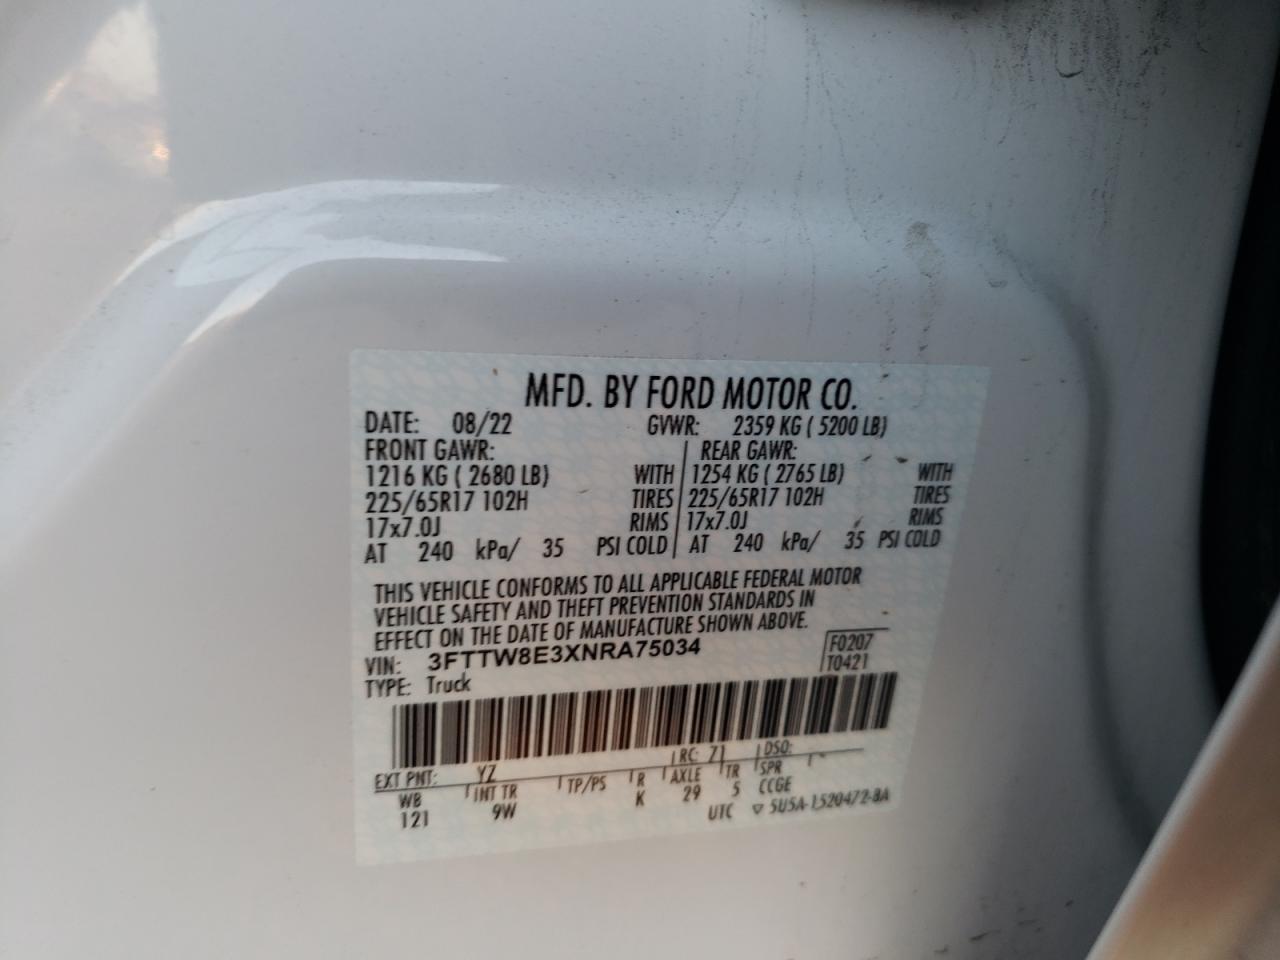 MFD. BY FORD MOTOR CO.
DATE: 08/22 GVWR: 2359 KG ( 5200 LB)
FRONT GAWR: REAR GAWR:
1216 KG ( 2680 LB) WITH 1254 KG ( 2765 LB) WITH
225/65R17 102H TIRES 225/65R17 102H TIRES
17x7.0J RIMS 17x7.0J RIMS
AT 240 kPa/ 35 PSI COLD AT 240 kPa/ 35 PSI COLD
THIS VEHICLE CONFORMS TO ALL APPLICABLE FEDERAL MOTOR
VEHICLE SAFETY AND THEFT PREVENTION STANDARDS IN
EFFECT ON THE DATE OF MANUFACTURE SHOWN ABOVE.
F0207
VIN: 3FTTW8E3XNRA75034
T0421
TYPE: Truck
EXT PNT: YZ RC: 71 DSO:
WB INT TR TP/PS R AXLE TR SPR
121 9W K 29 5 CCGE
UTC ▽ 5U5A-1520472-BA